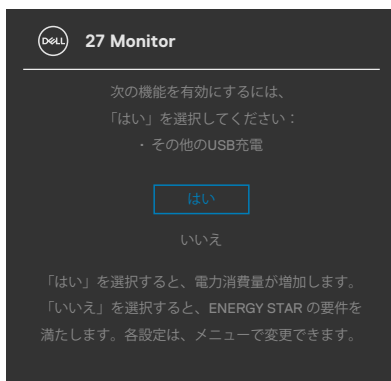 DELL 27 Monitor
次の機能を有効にするには、
「はい」を選択してください：
・その他のUSB充電
はい
いいえ
「はい」を選択すると、電力消費量が増加します。
「いいえ」を選択すると、ENERGY STAR の要件を
満たします。各設定は、メニューで変更できます。